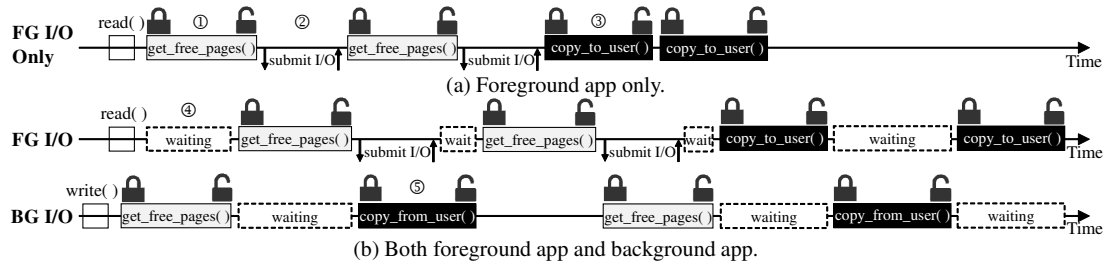 read( ) ① ② ③
FG I/O Only get_free_pages( ) submit I/O get_free_pages( ) submit I/O copy_to_user( ) copy_to_user( ) Time
(a) Foreground app only.
read( ) ④
FG I/O waiting get_free_pages( ) submit I/O wait get_free_pages( ) submit I/O wait copy_to_user( ) waiting copy_to_user( ) Time
write( ) ⑤
BG I/O get_free_pages( ) waiting copy_from_user( ) get_free_pages( ) waiting copy_from_user( ) waiting Time
(b) Both foreground app and background app.